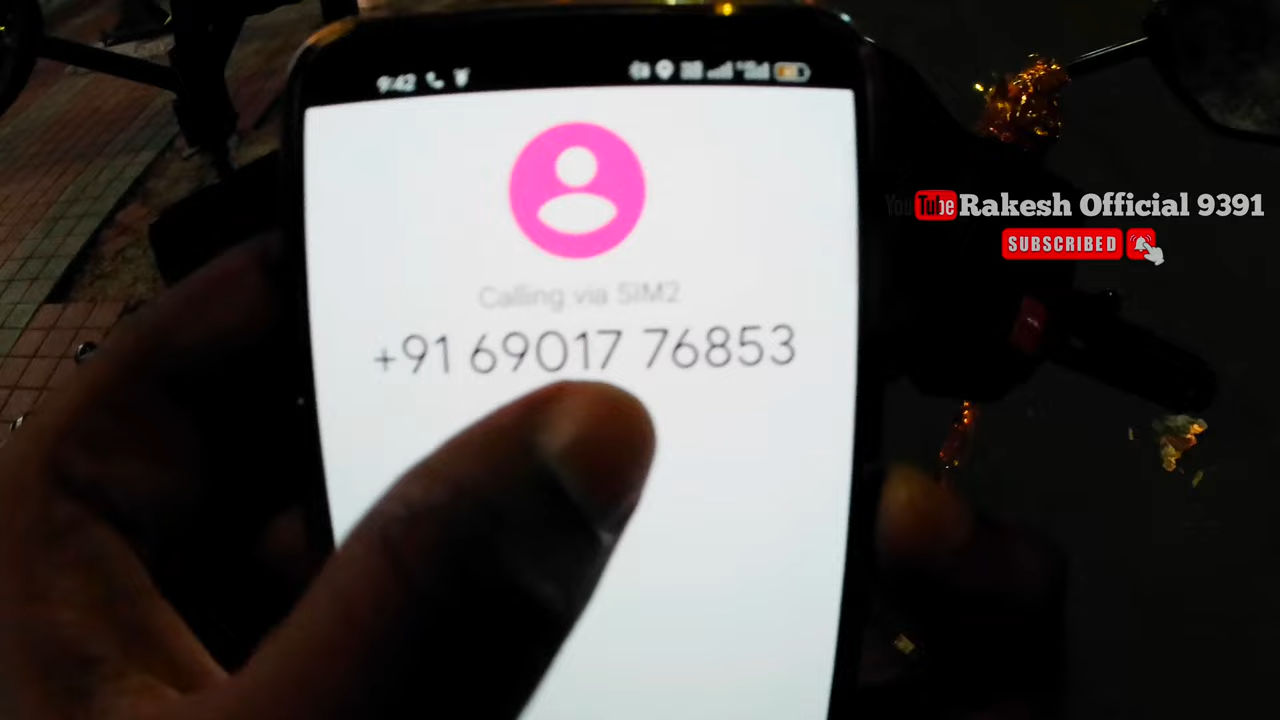 9:42
YouTube Rakesh Official 9391
SUBSCRIBED
Calling via SIM2
+91 69017 76853